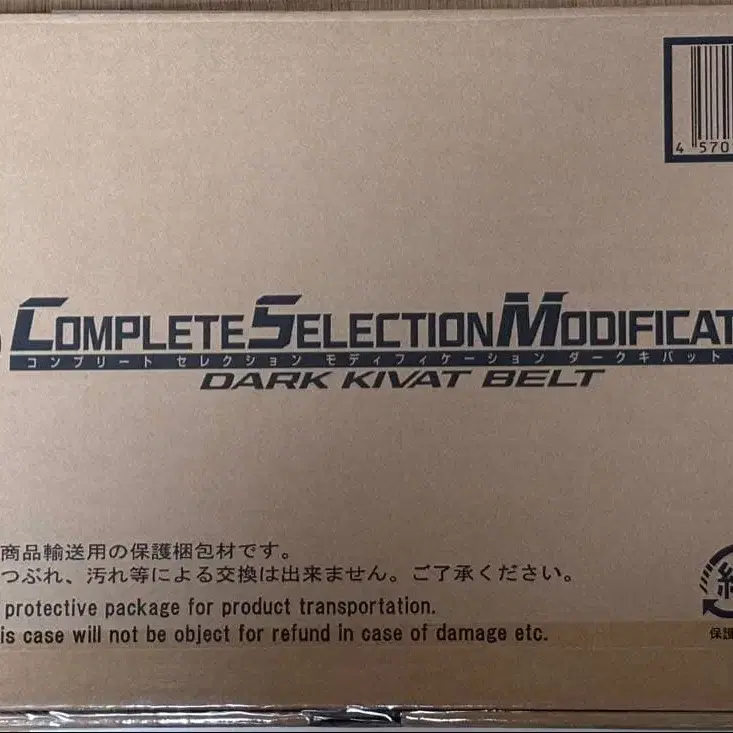 4 570
COMPLETE SELECTION MODIFICAT
コンプリート セレクション モディフィケーション ダークキバット
DARK KIVAT BELT
商品輸送用の保護梱包材です。
つぶれ、汚れ等による交換は出来ません。ご了承ください。
protective package for product transportation.
is case will not be object for refund in case of damage etc.
保護